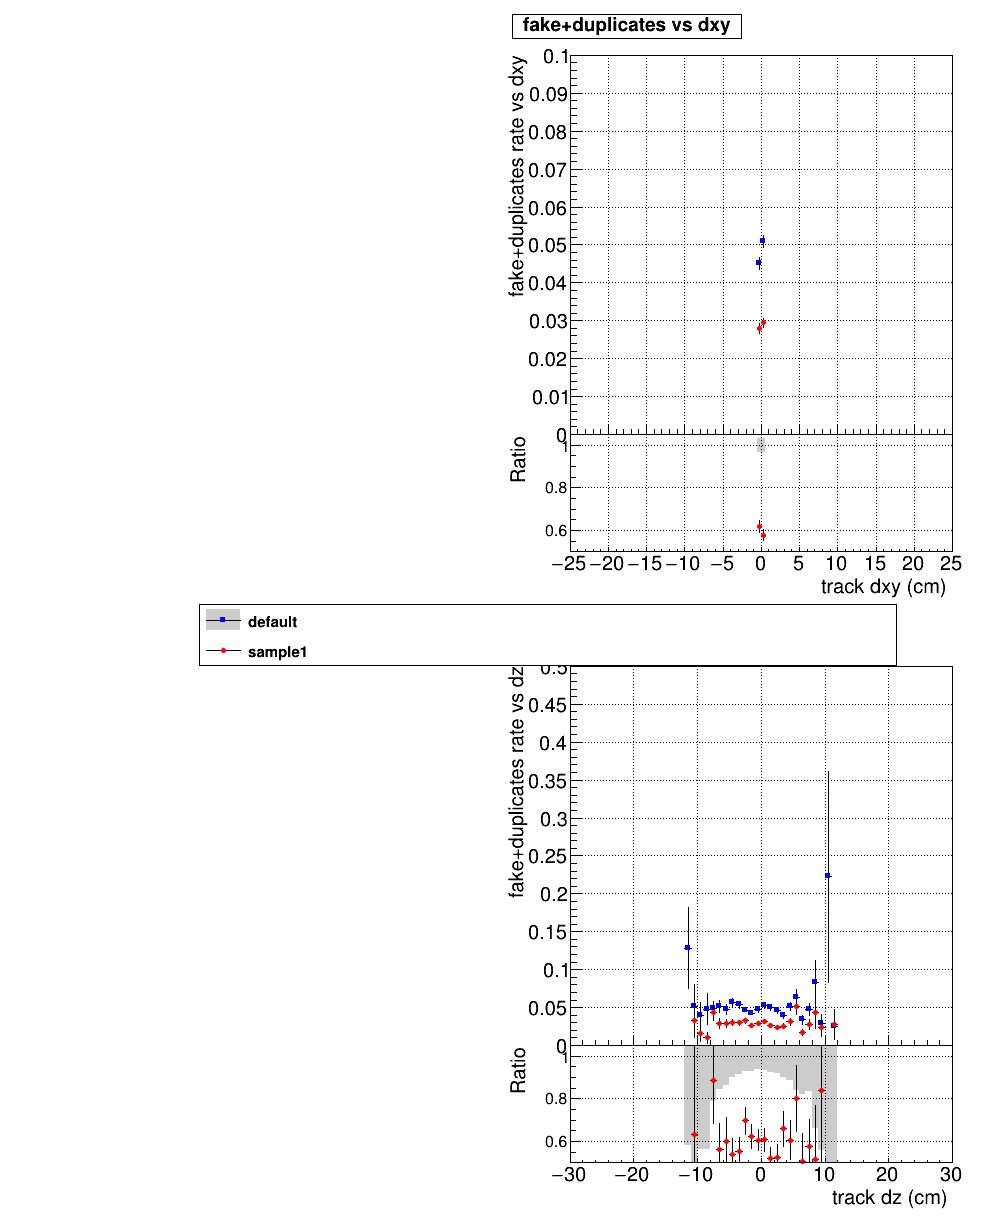 fake+duplicates vs dxy
fake+duplicates rate vs dxy
0.1
0.09
0.08
0.07
0.06
0.05
0.04
0.03
0.02
0.01
0
Ratio
1
0.8
0.6
−25 −20 −15 −10 −5 0 5 10 15 20 25
track dxy (cm)
default
sample1
fake+duplicates rate vs dz
0.5
0.45
0.4
0.35
0.3
0.25
0.2
0.15
0.1
0.05
0
Ratio
1
0.8
0.6
−30 −20 −10 0 10 20 30
track dz (cm)